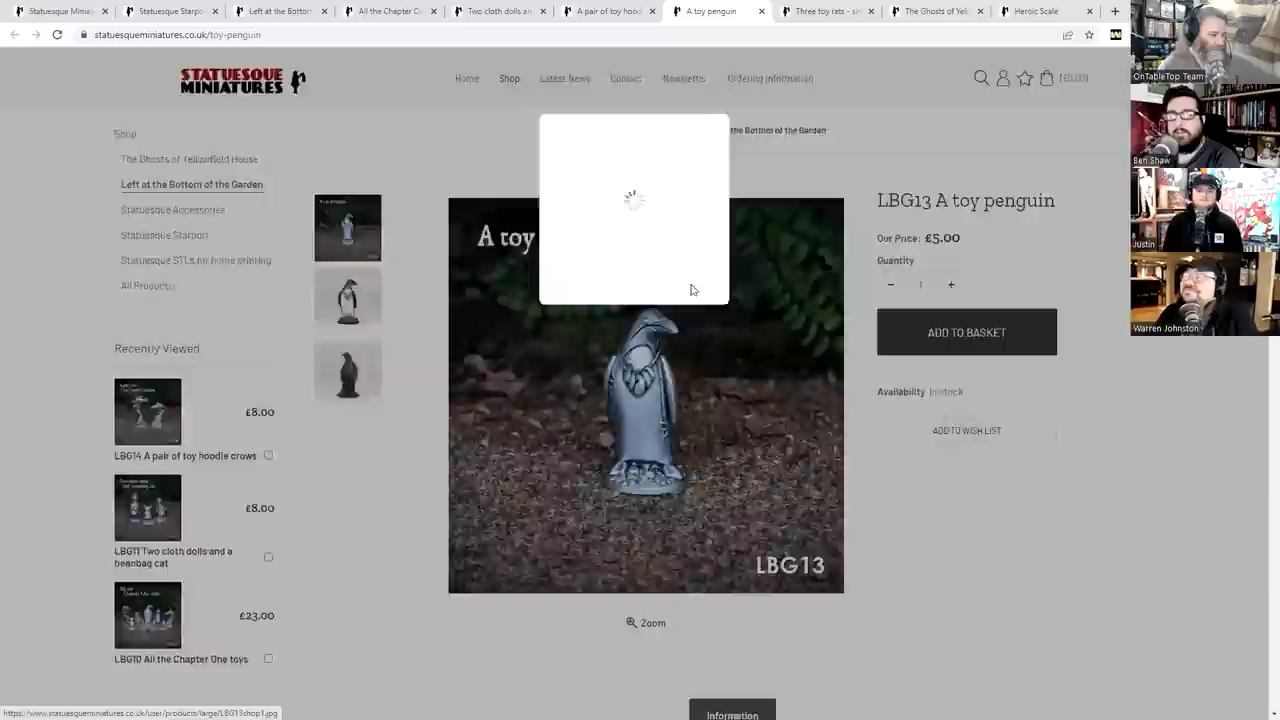 Statuesque Minia
Statuesque Starpo
Left at the Bottom
All the Chapter O
Two cloth dolls an
A pair of toy hood
A toy penguin
Three toy rats - sin
The Ghosts of Yell
Heroic Scale
statuesqueminiatures.co.uk/toy-penguin
STATUESQUE
MINIATURES
Home
Shop
Latest News
Contact
Newsletter
Ordering Information
the Bottom of the Garden
Shop
The Ghosts of Yellowfield House
Left at the Bottom of the Garden
Statuesque Accessories
Statuesque Starport
Statuesque STLs for home printing
All Products
Recently Viewed
£8.00
LBG14 A pair of toy hoodie crows
£8.00
LBG11 Two cloth dolls and a
beanbag cat
£23.00
LBG10 All the Chapter One toys
A toy
LBG13
Zoom
LBG13 A toy penguin
Our Price: £5.00
Quantity
- 1 +
ADD TO BASKET
Availability In stock
ADD TO WISH LIST
Information
https://www.statuesqueminiatures.co.uk/user/products/large/LBG13shop1.jpg
OnTableTop Team
Ben Shaw
Justin
Warren Johnston